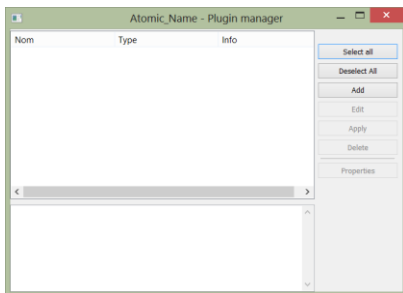 Atomic_Name - Plugin manager
Nom Type Info
Select all
Deselect All
Add
Edit
Apply
Delete
Properties